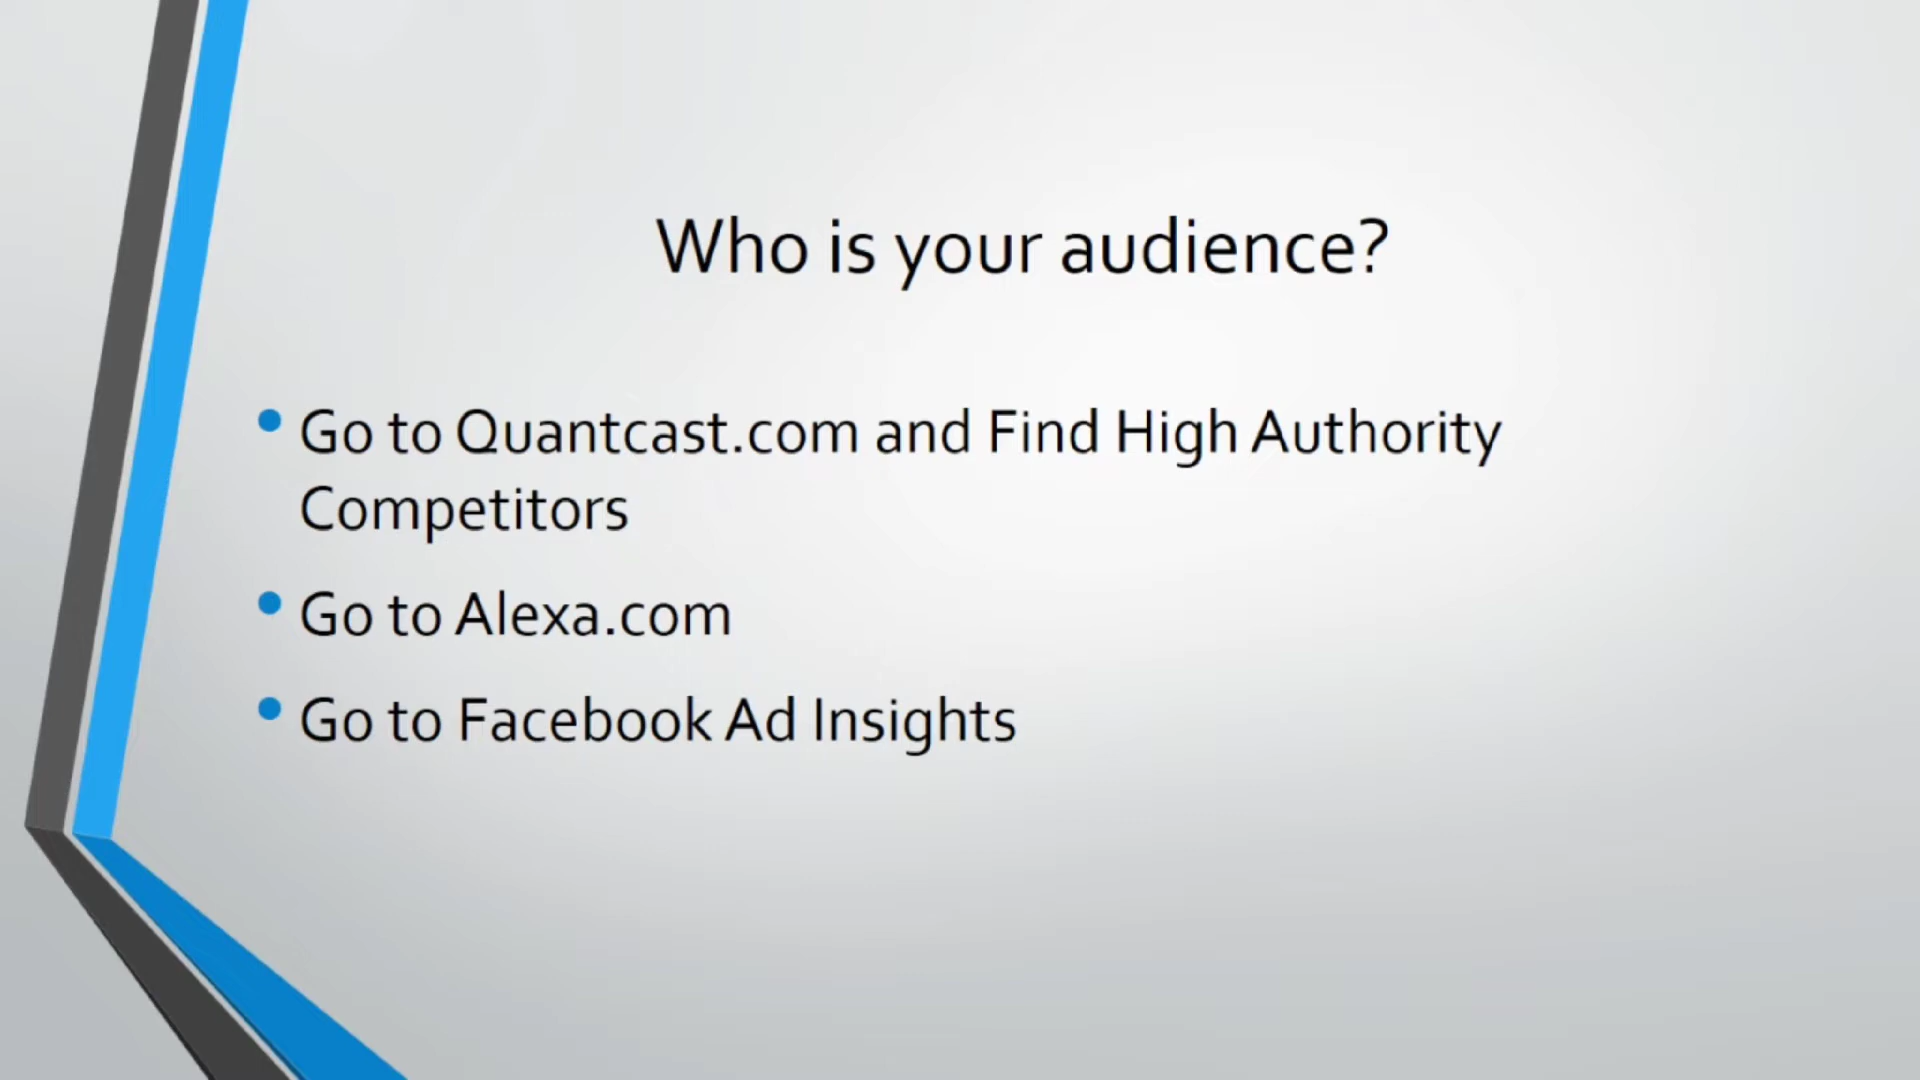 Who is your audience?
• Go to Quantcast.com and Find High Authority
Competitors
• Go to Alexa.com
• Go to Facebook Ad Insights